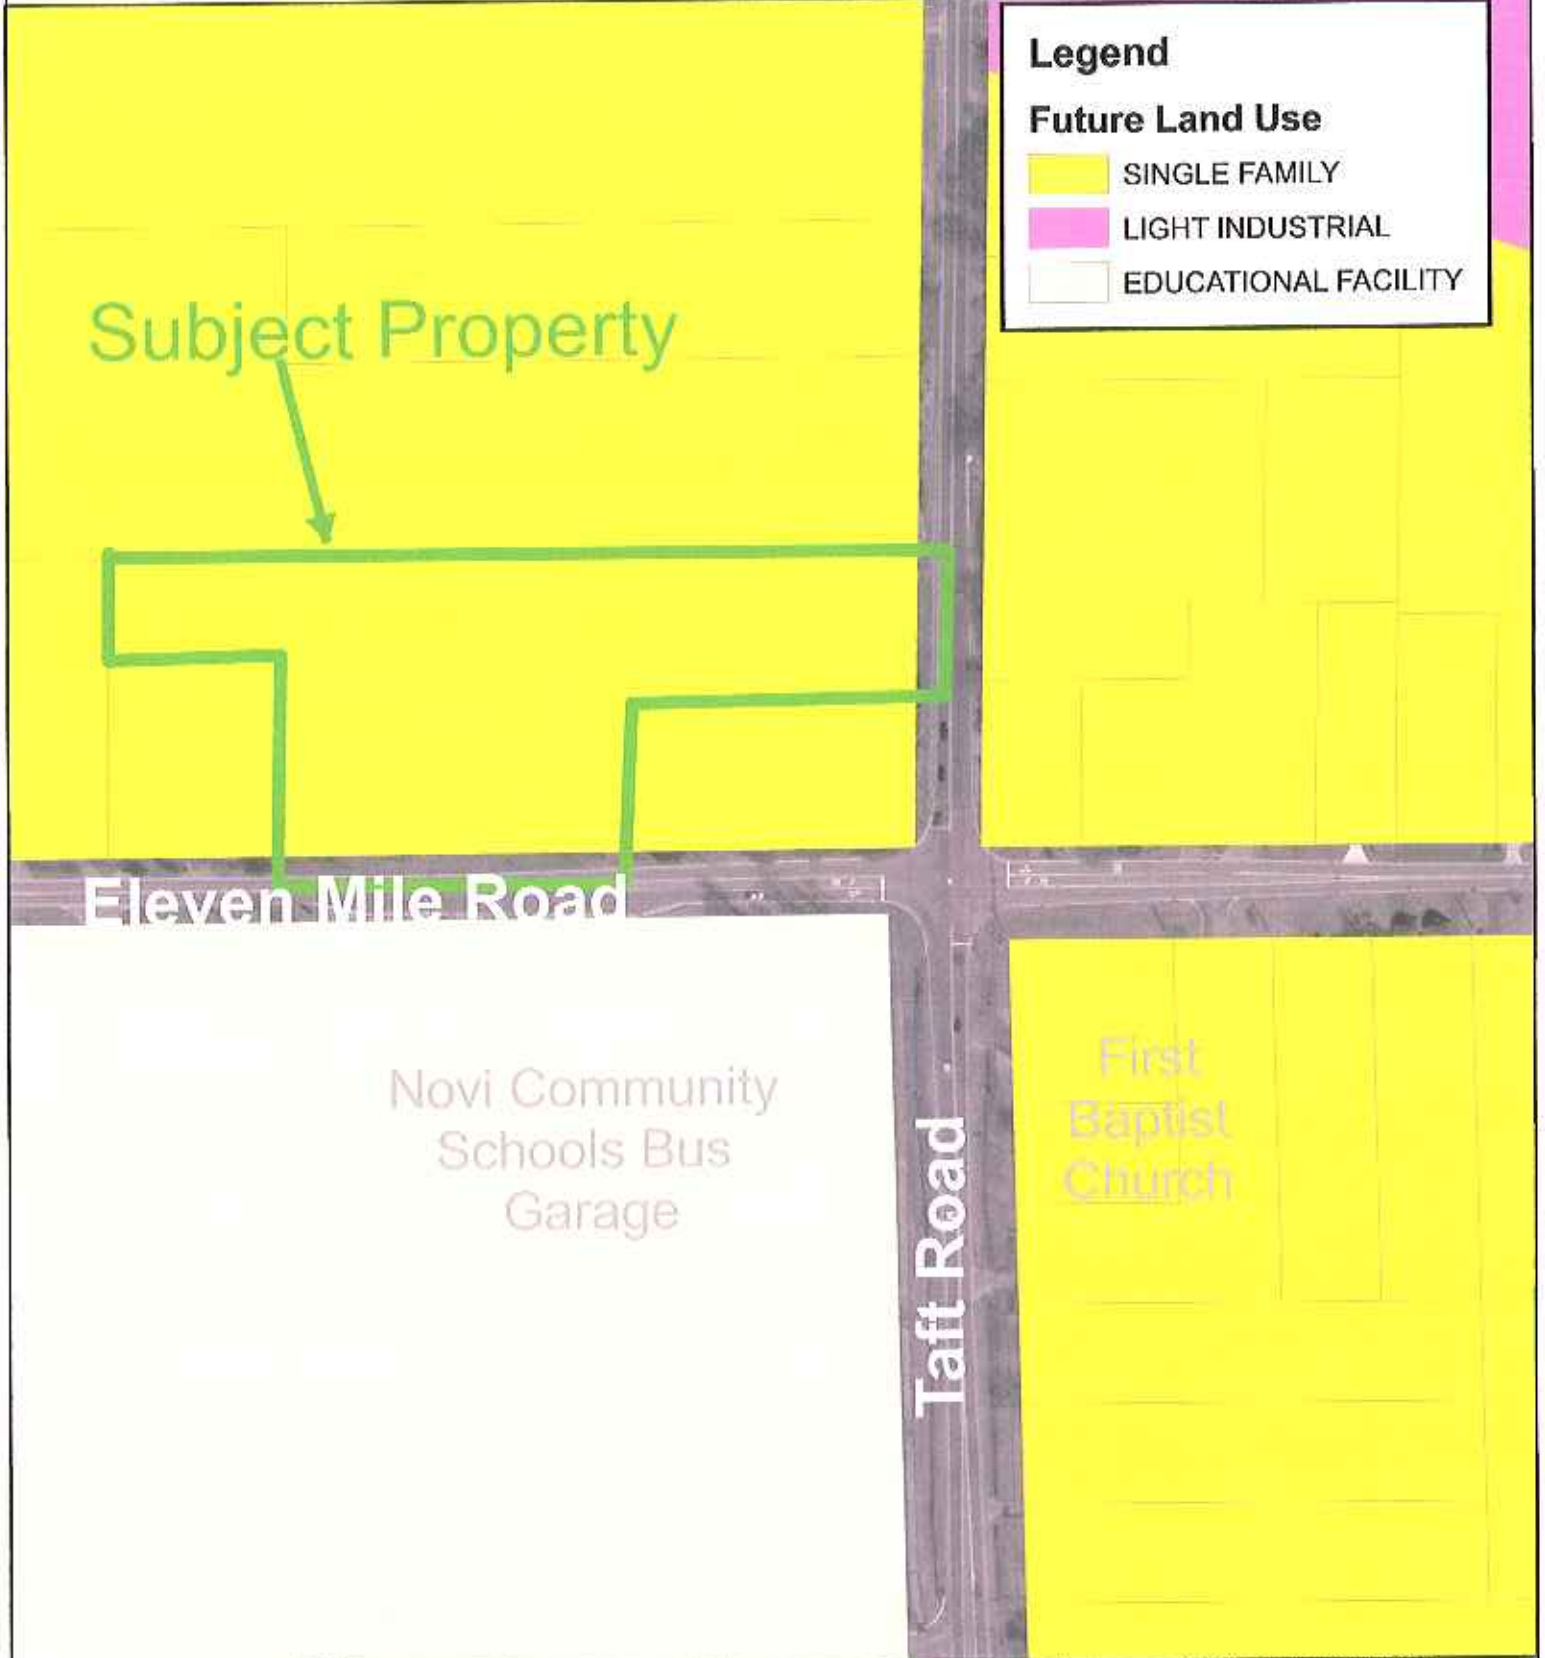 Legend
Future Land Use
SINGLE FAMILY
LIGHT INDUSTRIAL
EDUCATIONAL FACILITY
Subject Property
Eleven Mile Road
Novi Community
Schools Bus
Garage
First
Baptist
Church
Taft Road